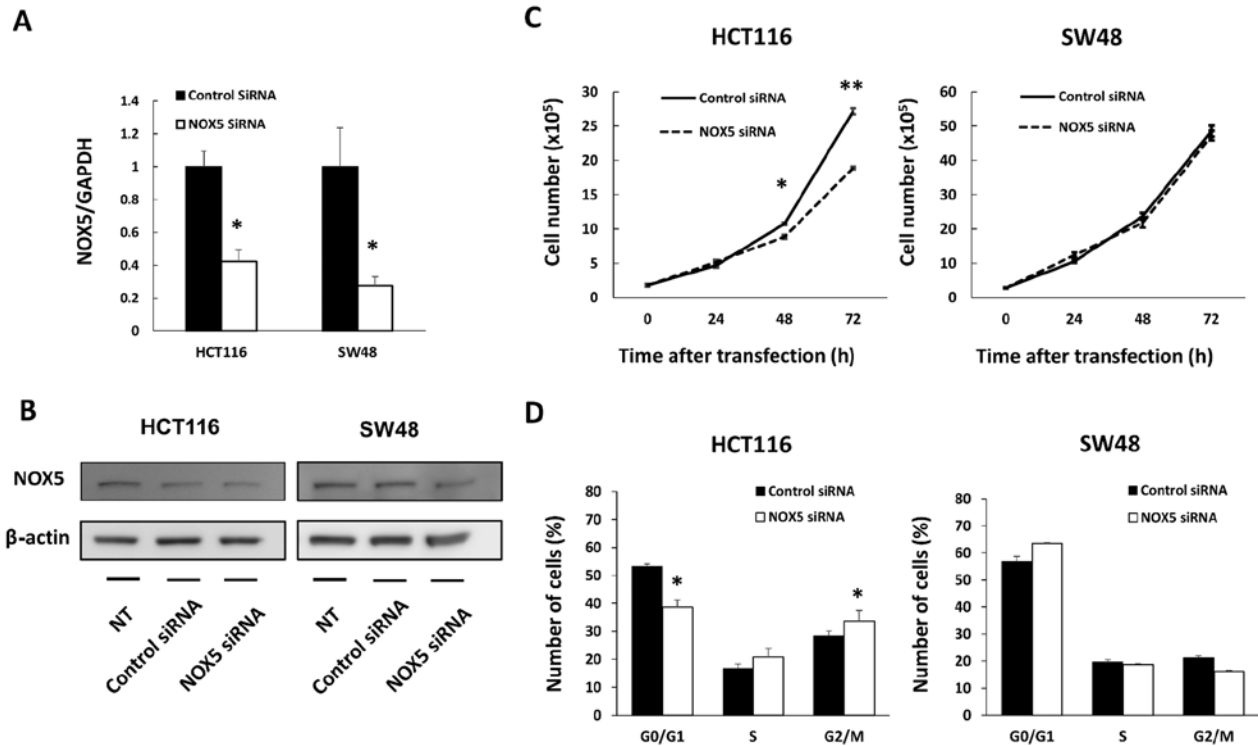 A
Control SiRNA
NOX5 SiRNA
NOX5/GAPDH
1.4
1.2
1
0.8
0.6
0.4
0.2
0
*
*
HCT116
SW48
B
HCT116
SW48
NOX5
β-actin
NT
Control siRNA
NOX5 siRNA
NT
Control siRNA
NOX5 siRNA
C
HCT116
Control siRNA
NOX5 siRNA
Cell number (x10⁵)
30
25
20
15
10
5
0
*
**
0
24
48
72
Time after transfection (h)
SW48
Control siRNA
NOX5 siRNA
Cell number (x10⁵)
60
50
40
30
20
10
0
0
24
48
72
Time after transfection (h)
D
HCT116
Control siRNA
NOX5 siRNA
Number of cells (%)
80
70
60
50
40
30
20
10
0
*
*
G0/G1
S
G2/M
SW48
Control siRNA
NOX5 siRNA
Number of cells (%)
80
70
60
50
40
30
20
10
0
G0/G1
S
G2/M